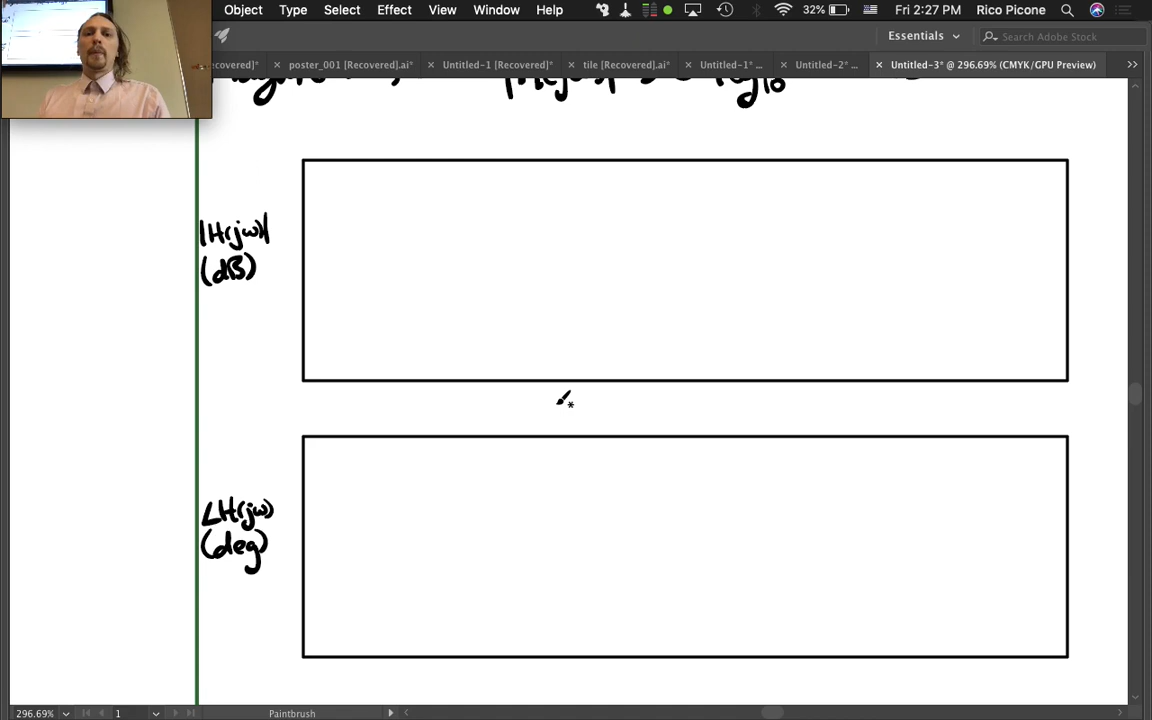 Object Type Select Effect View Window Help 32% Fri 2:27 PM Rico Picone
Essentials Search Adobe Stock
ecovered]* × poster_001 [Recovered].ai* × Untitled-1 [Recovered]* × tile [Recovered].ai* × Untitled-1* ... × Untitled-2* ... × Untitled-3* @ 296.69% (CMYK/GPU Preview) »
|H(jω)|
(dB)
∠H(jω)
(deg)
296.69% 1 Paintbrush